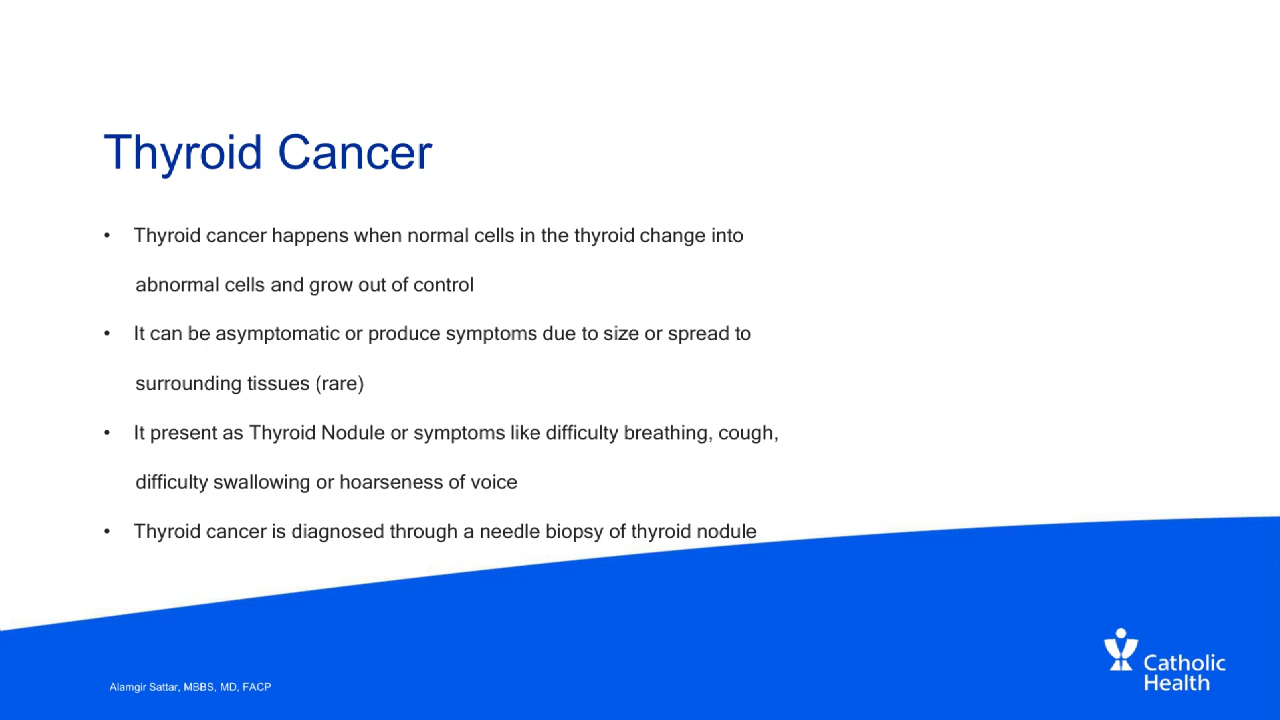 Thyroid Cancer
• Thyroid cancer happens when normal cells in the thyroid change into
abnormal cells and grow out of control
• It can be asymptomatic or produce symptoms due to size or spread to
surrounding tissues (rare)
• It present as Thyroid Nodule or symptoms like difficulty breathing, cough,
difficulty swallowing or hoarseness of voice
• Thyroid cancer is diagnosed through a needle biopsy of thyroid nodule
Alamgir Sattar, MBBS, MD, FACP
Catholic
Health